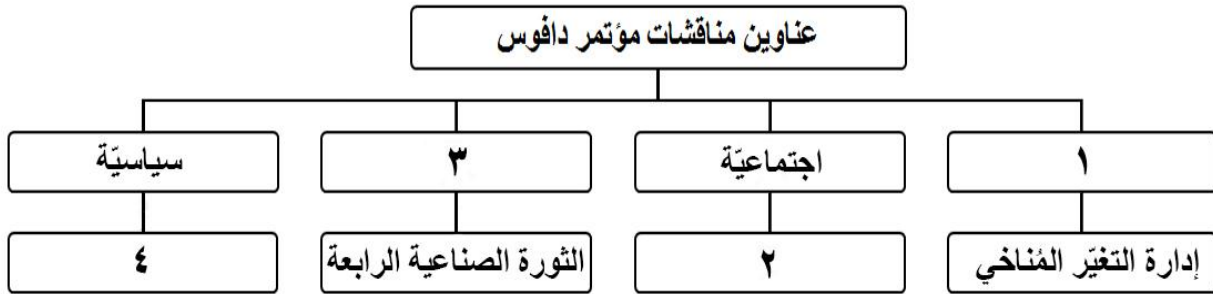 عناوين مناقشات مؤتمر دافوس
١
اجتماعيّة
٣
سياسيّة
إدارة التغيّر المُناخي
٢
الثورة الصناعية الرابعة
٤